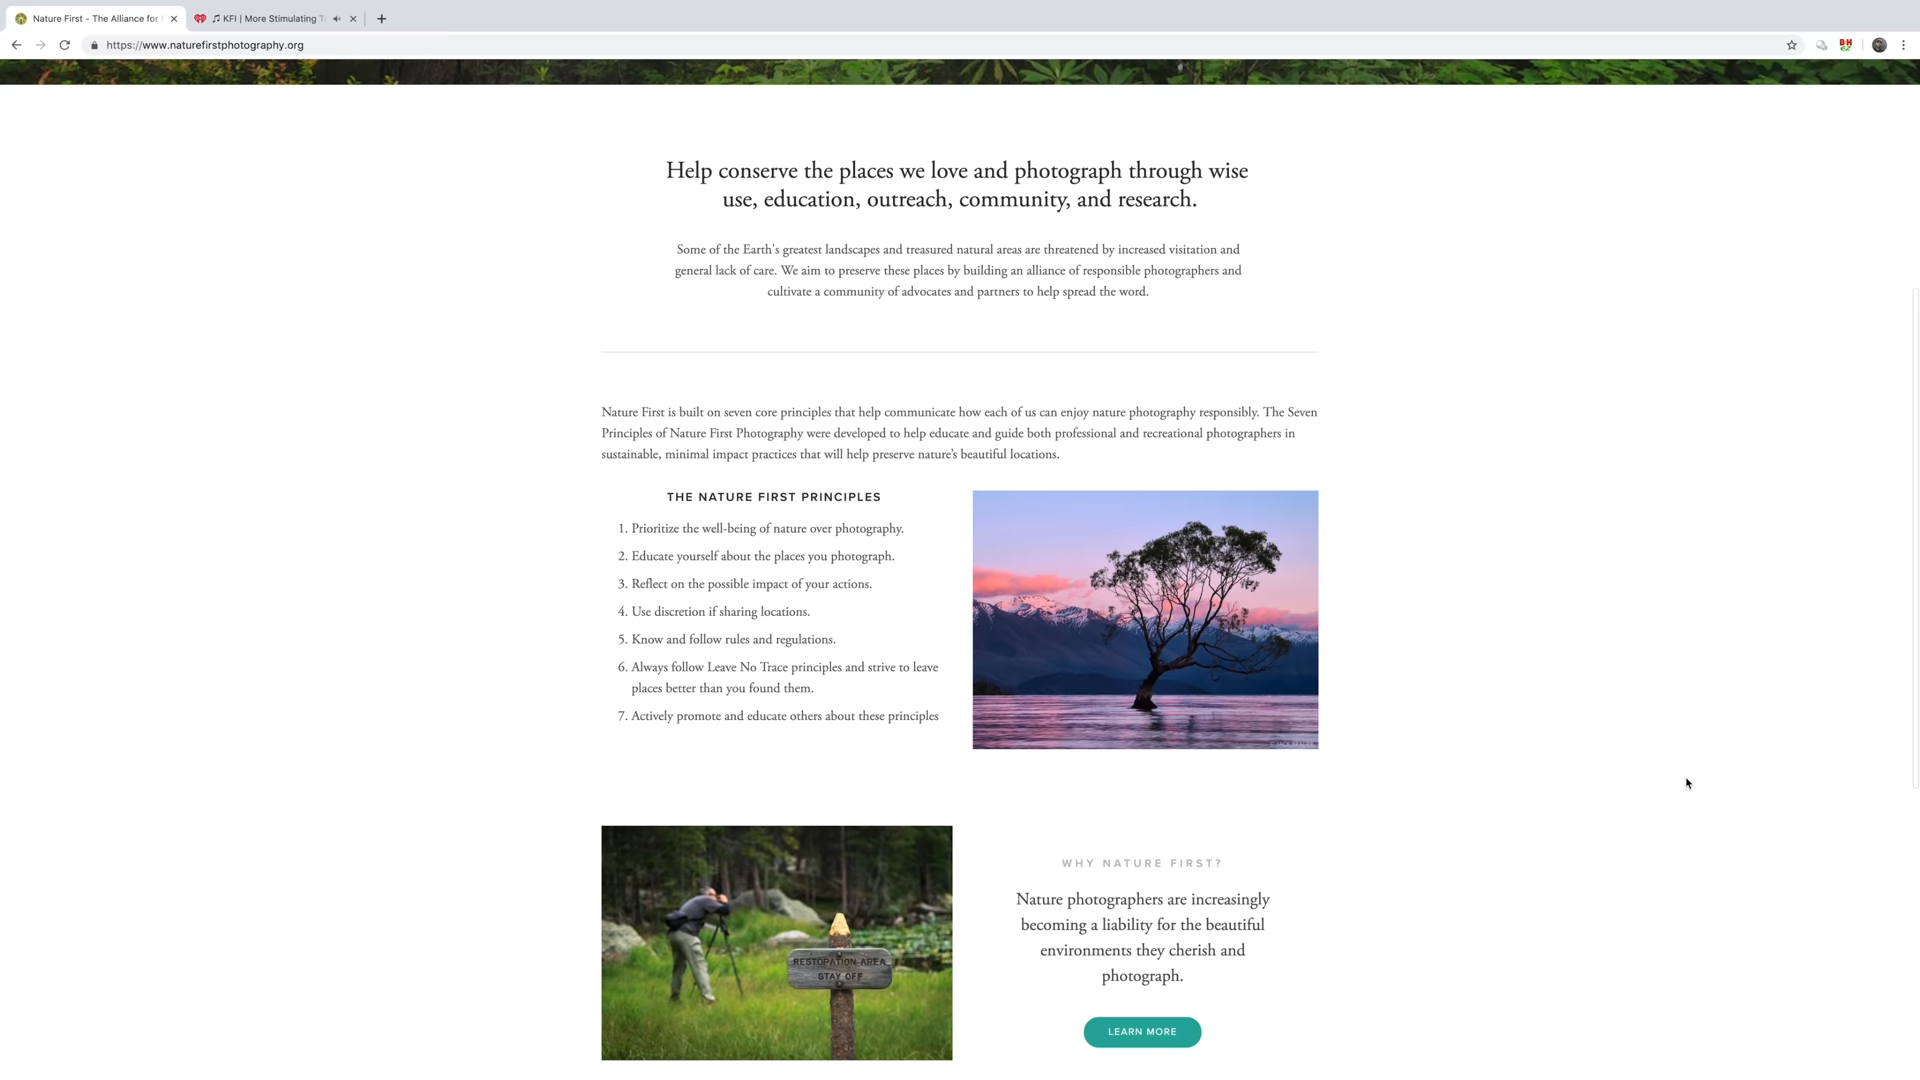 Nature First - The Alliance for
KFI | More Stimulating T
https://www.naturefirstphotography.org
Help conserve the places we love and photograph through wise
use, education, outreach, community, and research.
Some of the Earth's greatest landscapes and treasured natural areas are threatened by increased visitation and
general lack of care. We aim to preserve these places by building an alliance of responsible photographers and
cultivate a community of advocates and partners to help spread the word.
Nature First is built on seven core principles that help communicate how each of us can enjoy nature photography responsibly. The Seven
Principles of Nature First Photography were developed to help educate and guide both professional and recreational photographers in
sustainable, minimal impact practices that will help preserve nature’s beautiful locations.
THE NATURE FIRST PRINCIPLES
1. Prioritize the well-being of nature over photography.
2. Educate yourself about the places you photograph.
3. Reflect on the possible impact of your actions.
4. Use discretion if sharing locations.
5. Know and follow rules and regulations.
6. Always follow Leave No Trace principles and strive to leave
places better than you found them.
7. Actively promote and educate others about these principles
RESTORATION AREA
STAY OFF
WHY NATURE FIRST?
Nature photographers are increasingly
becoming a liability for the beautiful
environments they cherish and
photograph.
LEARN MORE